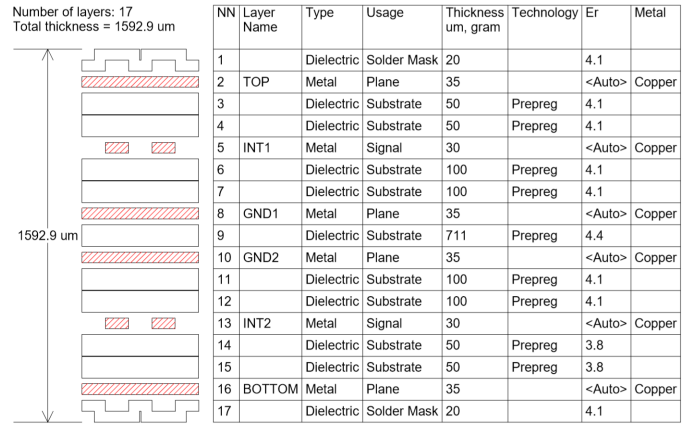 Number of layers: 17
Total thickness = 1592.9 um
1592.9 um
NN Layer Name Type Usage Thickness um, gram Technology Er Metal
1 Dielectric Solder Mask 20 4.1
2 TOP Metal Plane 35 <Auto> Copper
3 Dielectric Substrate 50 Prepreg 4.1
4 Dielectric Substrate 50 Prepreg 4.1
5 INT1 Metal Signal 30 <Auto> Copper
6 Dielectric Substrate 100 Prepreg 4.1
7 Dielectric Substrate 100 Prepreg 4.1
8 GND1 Metal Plane 35 <Auto> Copper
9 Dielectric Substrate 711 Prepreg 4.4
10 GND2 Metal Plane 35 <Auto> Copper
11 Dielectric Substrate 100 Prepreg 4.1
12 Dielectric Substrate 100 Prepreg 4.1
13 INT2 Metal Signal 30 <Auto> Copper
14 Dielectric Substrate 50 Prepreg 3.8
15 Dielectric Substrate 50 Prepreg 3.8
16 BOTTOM Metal Plane 35 <Auto> Copper
17 Dielectric Solder Mask 20 4.1